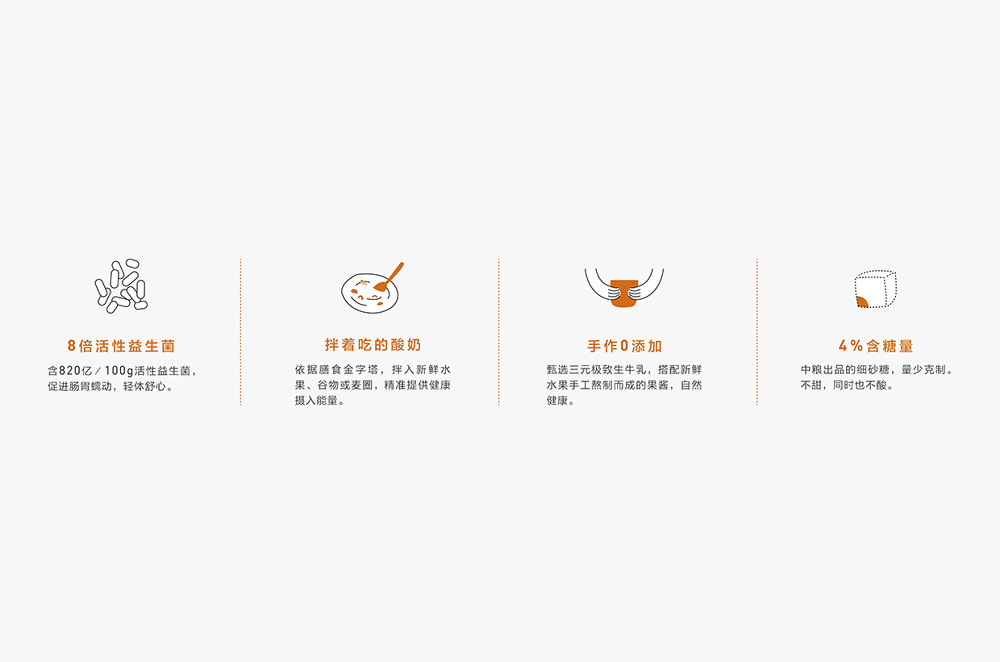 8倍活性益生菌
含820亿/100g活性益生菌，
促进肠胃蠕动，轻体舒心。
拌着吃的酸奶
依据膳食金字塔，拌入新鲜水
果、谷物或麦圈，精准提供健康
摄入能量。
手作0添加
甄选三元极致生牛乳，搭配新鲜
水果手工熬制而成的果酱，自然
健康。
4%含糖量
中粮出品的细砂糖，量少克制。
不甜，同时也不酸。